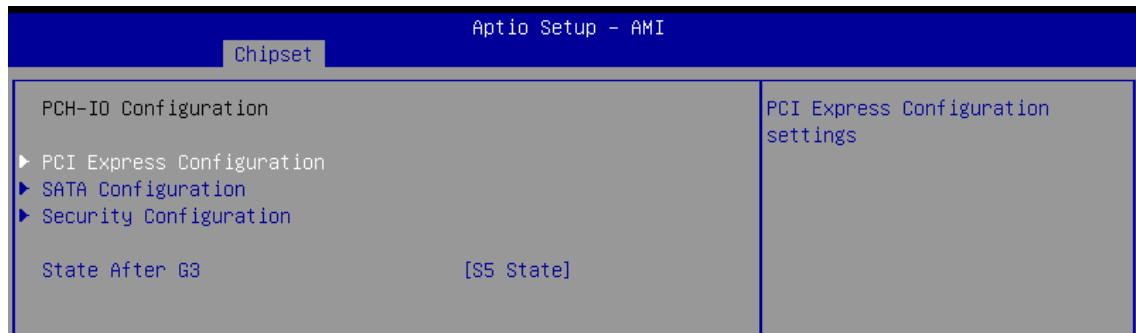 Aptio Setup – AMI
Chipset
PCH-IO Configuration
PCI Express Configuration
SATA Configuration
Security Configuration
State After G3 [S5 State]
PCI Express Configuration
settings